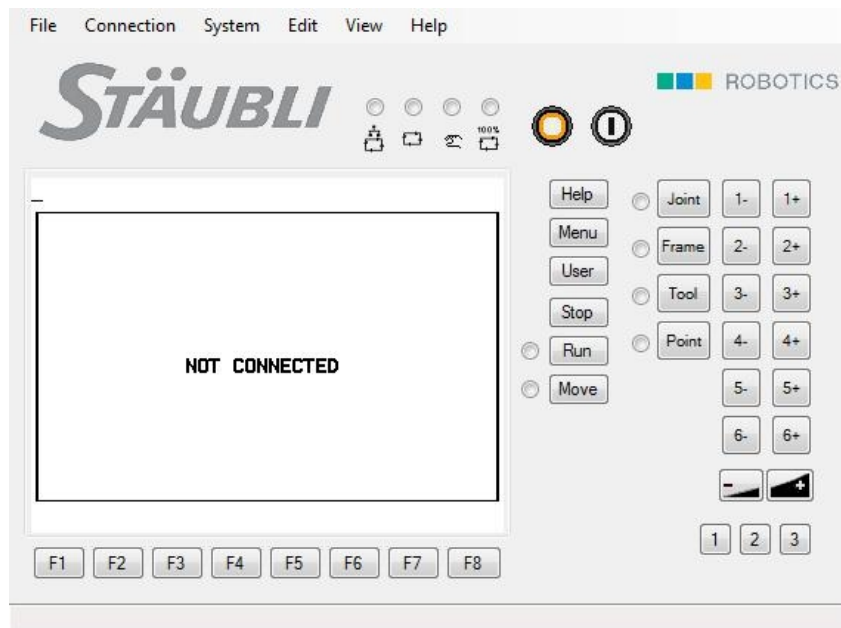 File Connection System Edit View Help
STÄUBLI
ROBOTICS
100%
NOT CONNECTED
Help
Menu
User
Stop
Run
Move
Joint 1- 1+
Frame 2- 2+
Tool 3- 3+
Point 4- 4+
5- 5+
6- 6+
- +
1 2 3
F1 F2 F3 F4 F5 F6 F7 F8